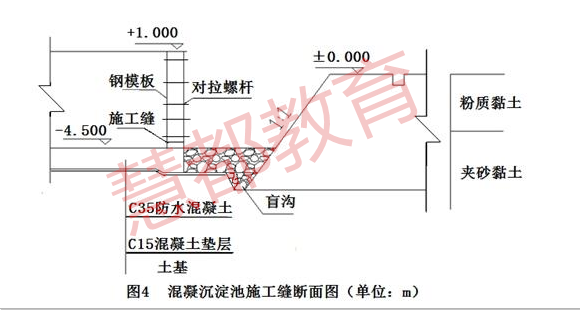 +1.000
±0.000
钢模板
对拉螺杆
粉质黏土
施工缝
-4.500
1:1
夹砂黏土
盲沟
C35防水混凝土
C15混凝土垫层
土基
图4 混凝沉淀池施工缝断面图（单位：m）
慧都教育